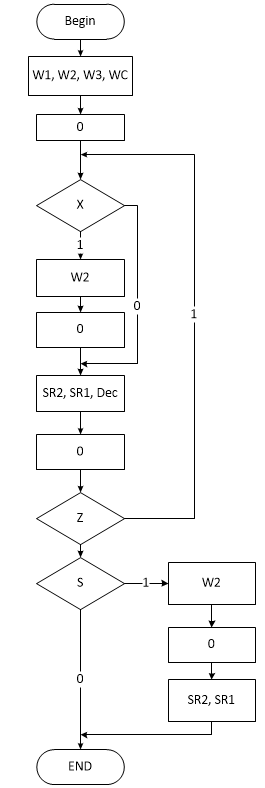 Begin
W1, W2, W3, WC
0
X
1
W2
0
0
1
SR2, SR1, Dec
0
Z
S
1
W2
0
0
SR2, SR1
END